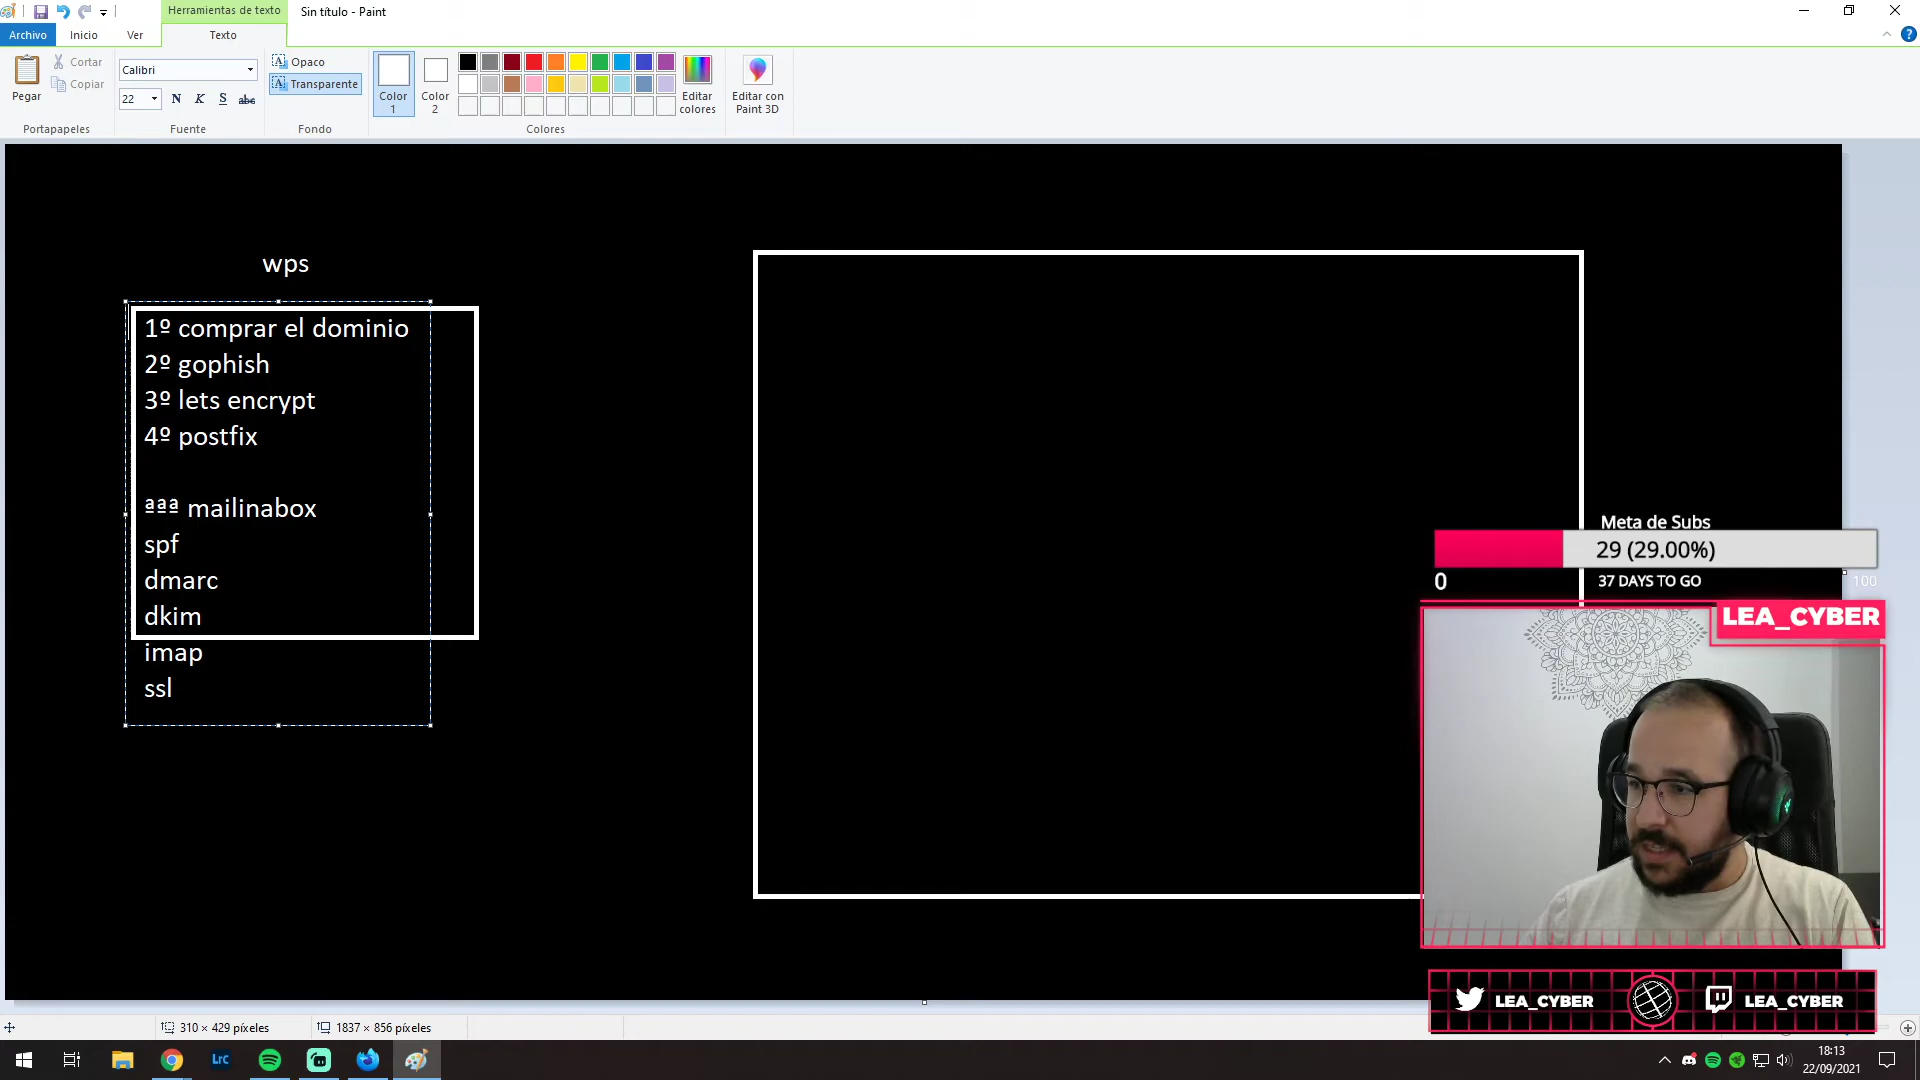 Herramientas de texto
Sin título - Paint
Archivo
Inicio
Ver
Texto
Pegar
Cortar
Copiar
Portapapeles
Calibri
22
N
K
S
abc
Fuente
Opaco
Transparente
Fondo
Color
1
Color
2
Editar
colores
Colores
Editar con
Paint 3D
wps
1º comprar el dominio
2º gophish
3º lets encrypt
4º postfix
ªªª mailinabox
spf
dmarc
dkim
imap
ssl
Meta de Subs
29 (29.00%)
0
37 DAYS TO GO
100
LEA_CYBER
LEA_CYBER
LEA_CYBER
310 × 429 píxeles
1837 × 856 píxeles
Lrc
18:13
22/09/2021